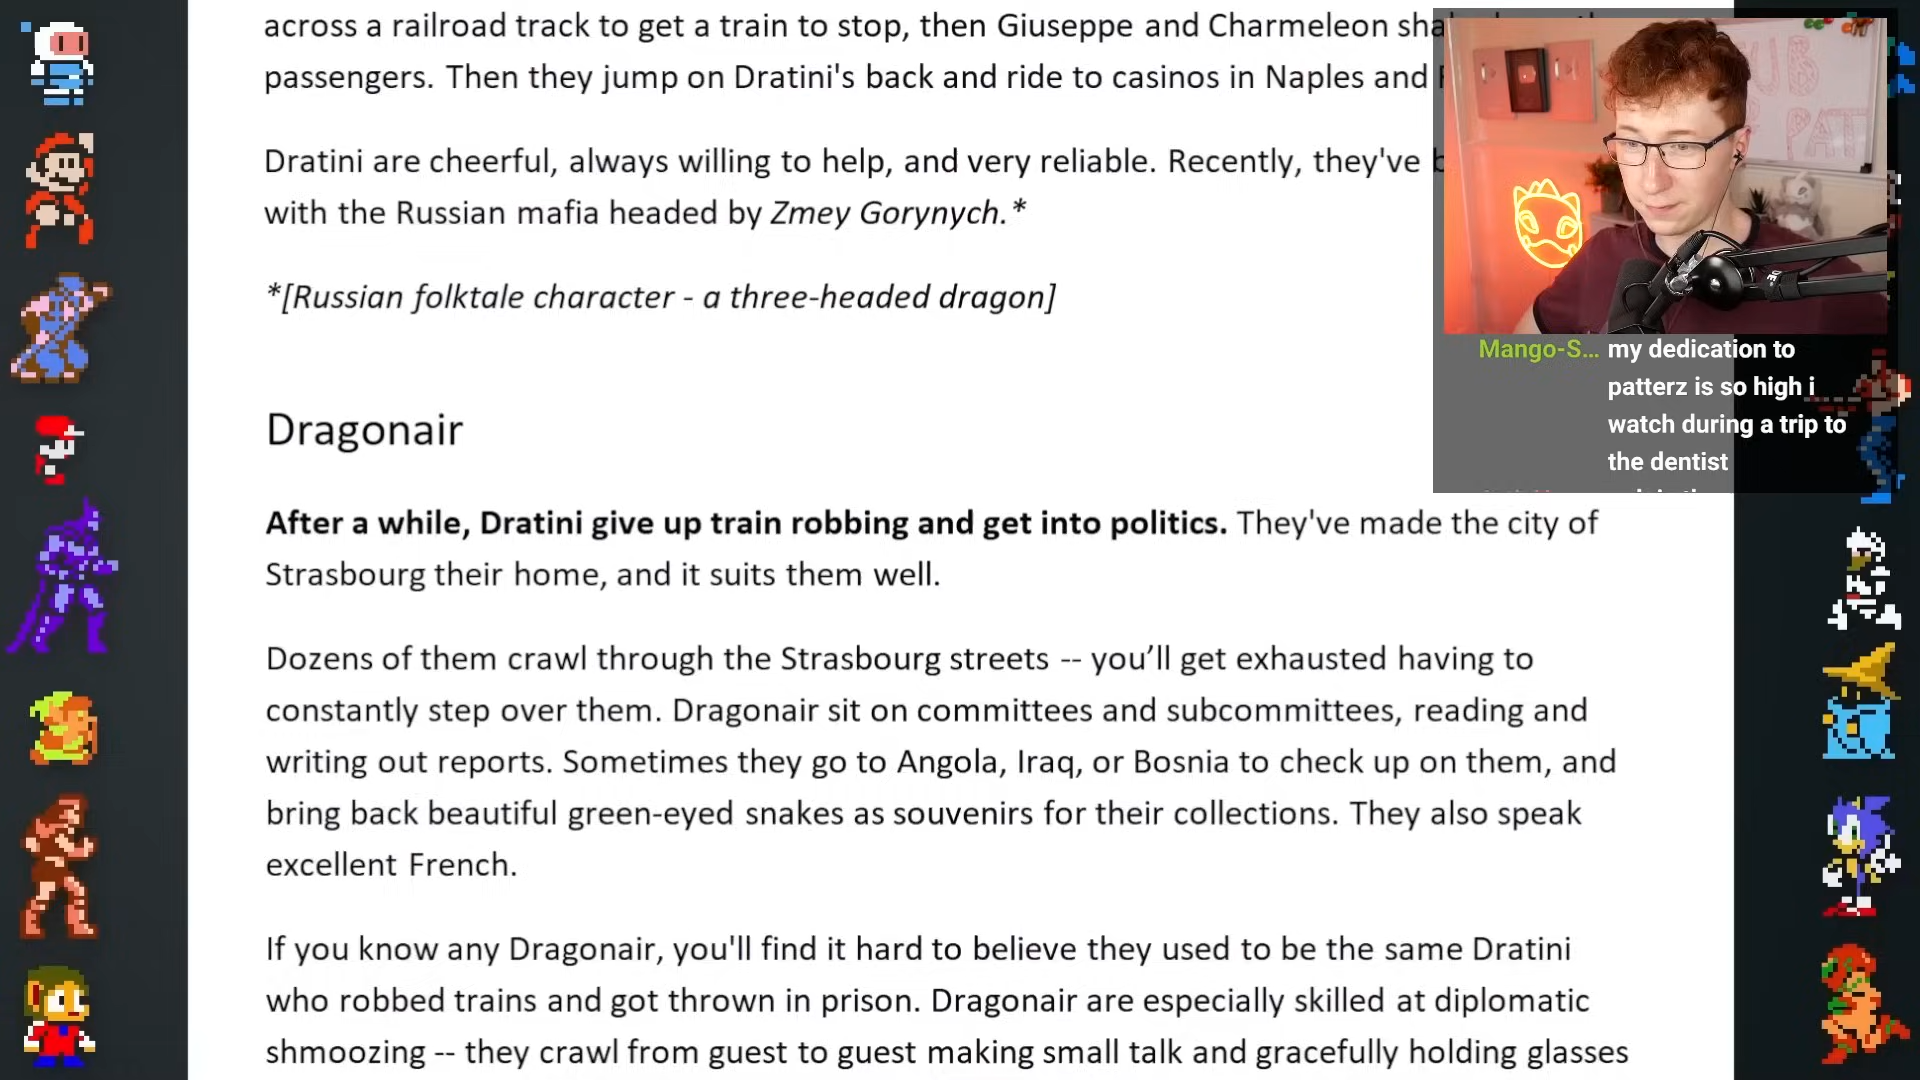 across a railroad track to get a train to stop, then Giuseppe and Charmeleon
passengers. Then they jump on Dratini's back and ride to casinos in Naples and
Dratini are cheerful, always willing to help, and very reliable. Recently, they've
with the Russian mafia headed by Zmey Gorynych.*
*[Russian folktale character - a three-headed dragon]
Mango-S... my dedication to
patterz is so high i
watch during a trip to
the dentist
Dragonair
After a while, Dratini give up train robbing and get into politics. They've made the city of
Strasbourg their home, and it suits them well.
Dozens of them crawl through the Strasbourg streets -- you’ll get exhausted having to
constantly step over them. Dragonair sit on committees and subcommittees, reading and
writing out reports. Sometimes they go to Angola, Iraq, or Bosnia to check up on them, and
bring back beautiful green-eyed snakes as souvenirs for their collections. They also speak
excellent French.
If you know any Dragonair, you'll find it hard to believe they used to be the same Dratini
who robbed trains and got thrown in prison. Dragonair are especially skilled at diplomatic
shmoozing -- they crawl from guest to guest making small talk and gracefully holding glasses